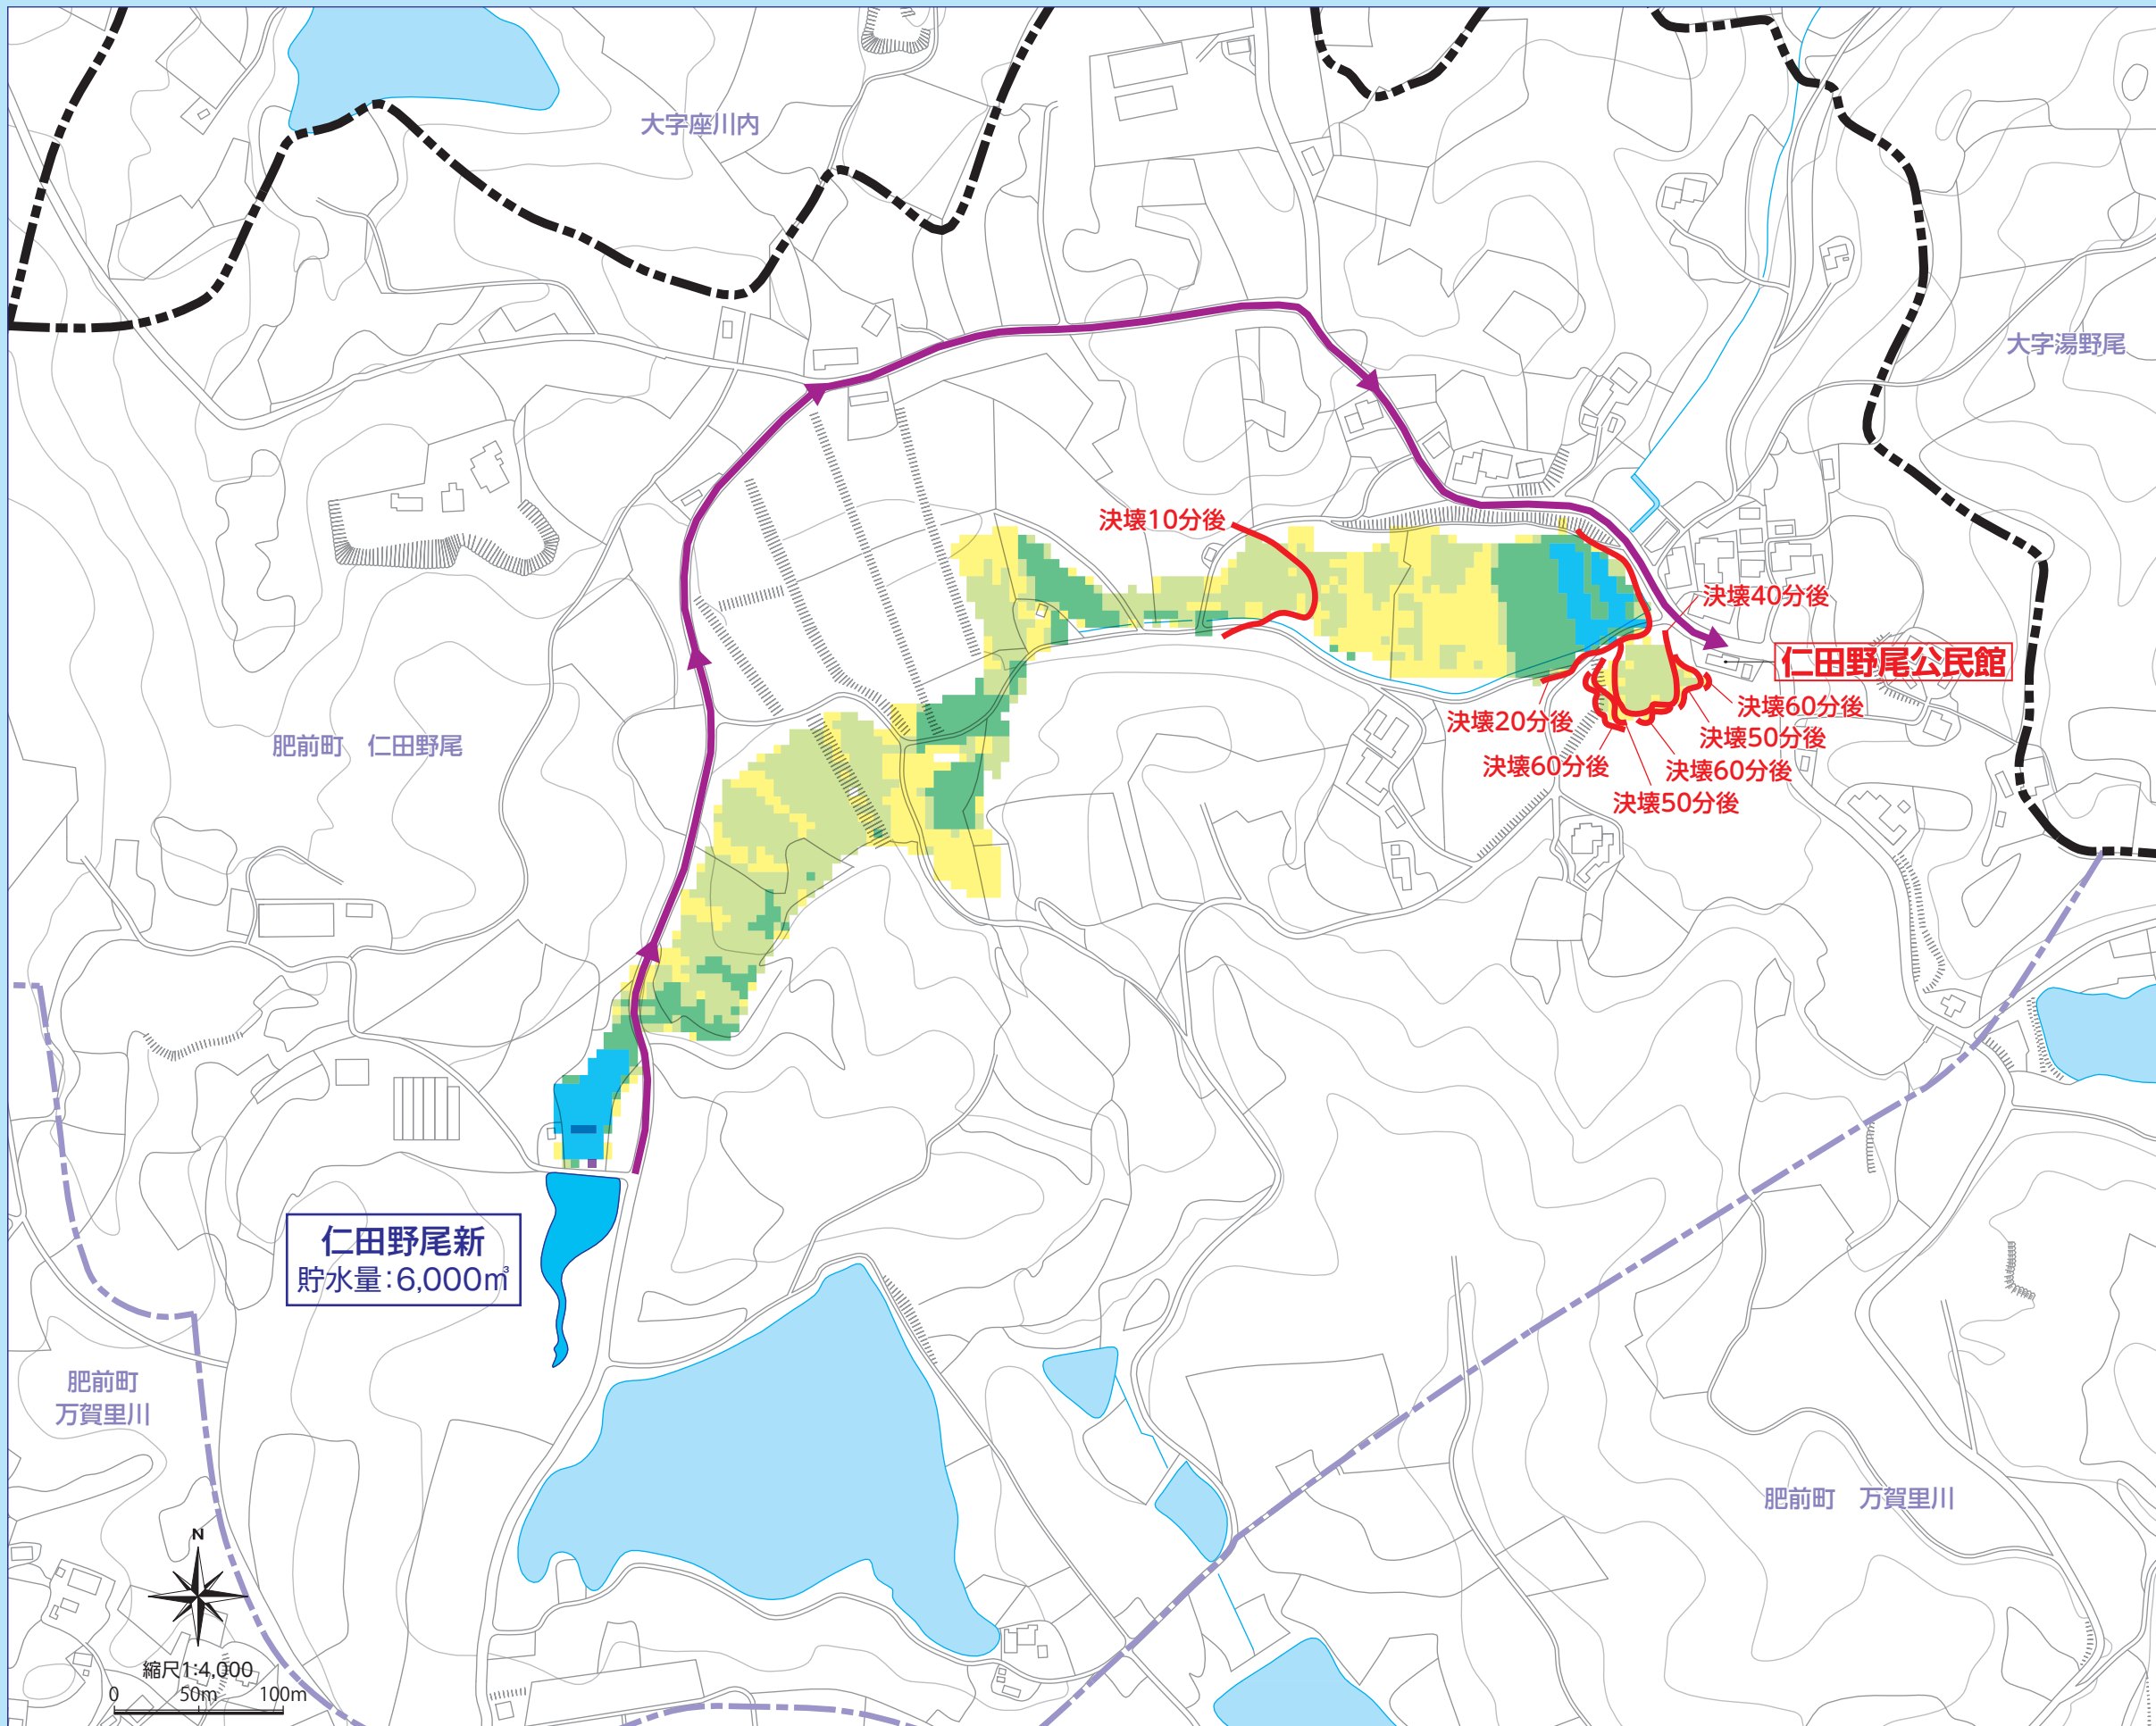 大字座川内
大字湯野尾
決壊10分後
決壊40分後
仁田野尾公民館
決壊60分後
決壊20分後
決壊50分後
決壊60分後
決壊60分後
決壊50分後
肥前町 仁田野尾
仁田野尾新
貯水量:6,000㎥
肥前町
万賀里川
肥前町 万賀里川
N
縮尺1:4,000
0 50m 100m